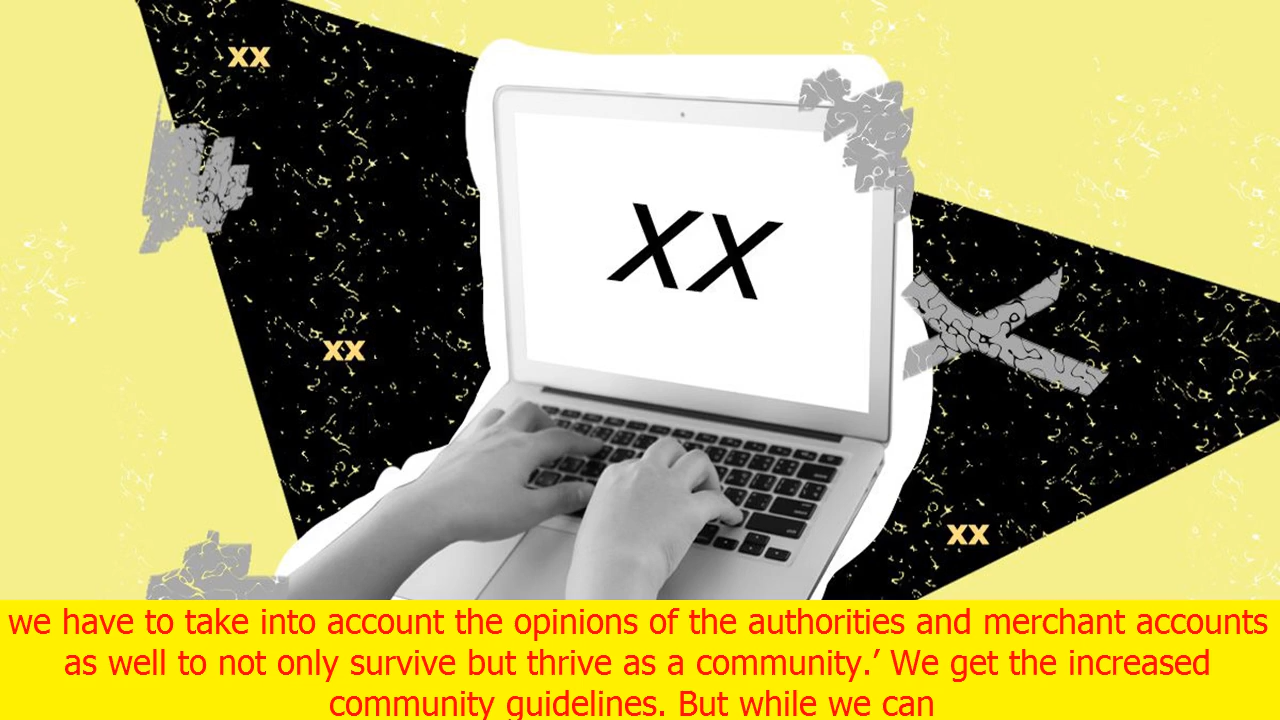 xx
XX
xx
xx
we have to take into account the opinions of the authorities and merchant accounts
as well to not only survive but thrive as a community.’ We get the increased
community guidelines. But while we can